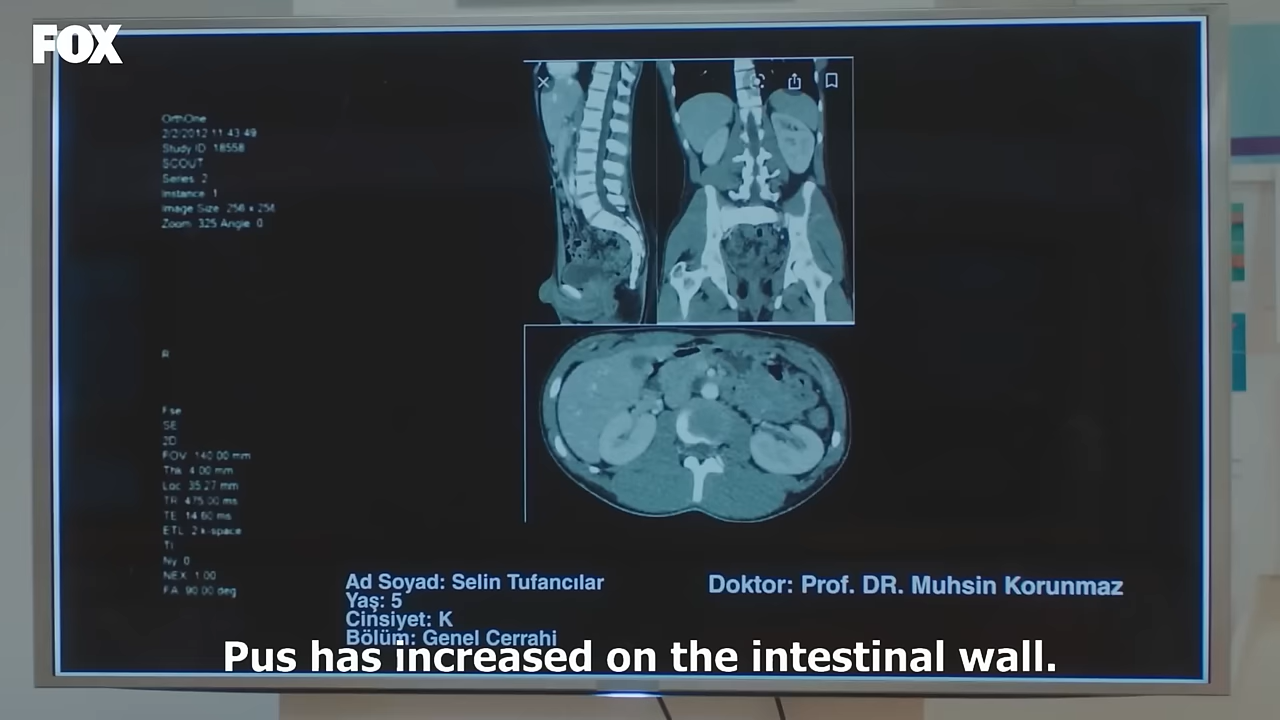 FOX
OrthOne
2/2/2012 11 43 49
Study ID 18558
SCOUT
Series 2
Instance 1
Image Size 256 x 256
Zoom 325 Angle 0
R
Fse
SE
2D
FOV 140 00 mm
Thk 4 00 mm
Loc 35 27 mm
TR 475 00 ms
TE 14 60 ms
ETL 2 k-space
TI
Ny 0
NEX 1 00
FA 90 00 deg
Ad Soyad: Selin Tufancılar
Yaş: 5
Cinsiyet: K
Bölüm: Genel Cerrahi
Doktor: Prof. DR. Muhsin Korunmaz
Pus has increased on the intestinal wall.